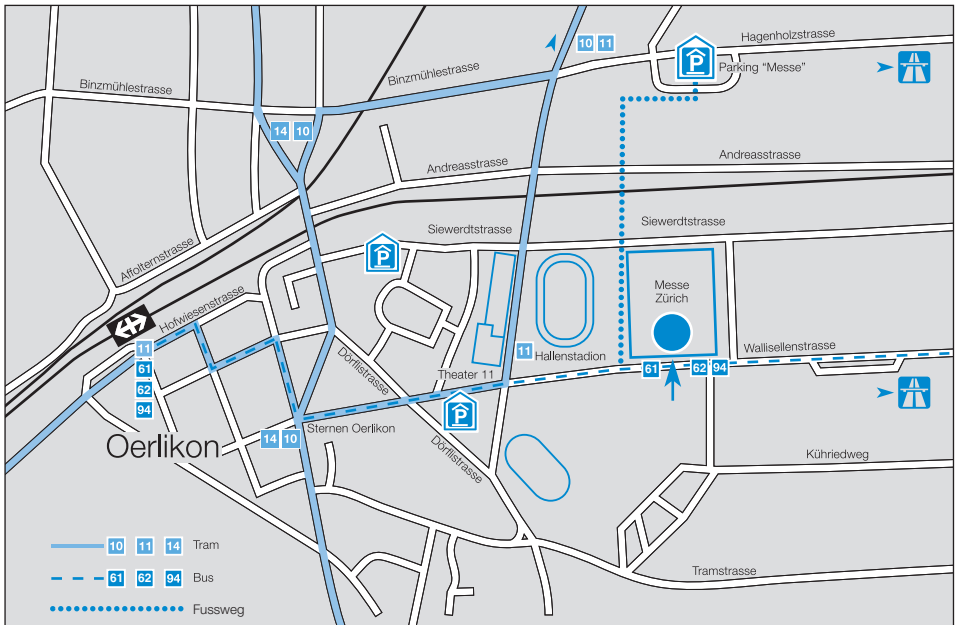 Hagenholzstrasse
10 11
P
Parking "Messe"
Binzmühlestrasse
Binzmühlestrasse
14 10
Andreasstrasse
Andreasstrasse
Siewerdtstrasse
Siewerdtstrasse
P
Affolternstrasse
Hofwiesenstrasse
Messe
Zürich
11
61
62
94
Dörflistrasse
Theater 11
11
Hallenstadion
Wallisellenstrasse
61
62 94
P
Sternen Oerlikon
14 10
Oerlikon
Dörflistrasse
Kühriedweg
Tramstrasse
10 11 14 Tram
61 62 94 Bus
Fussweg